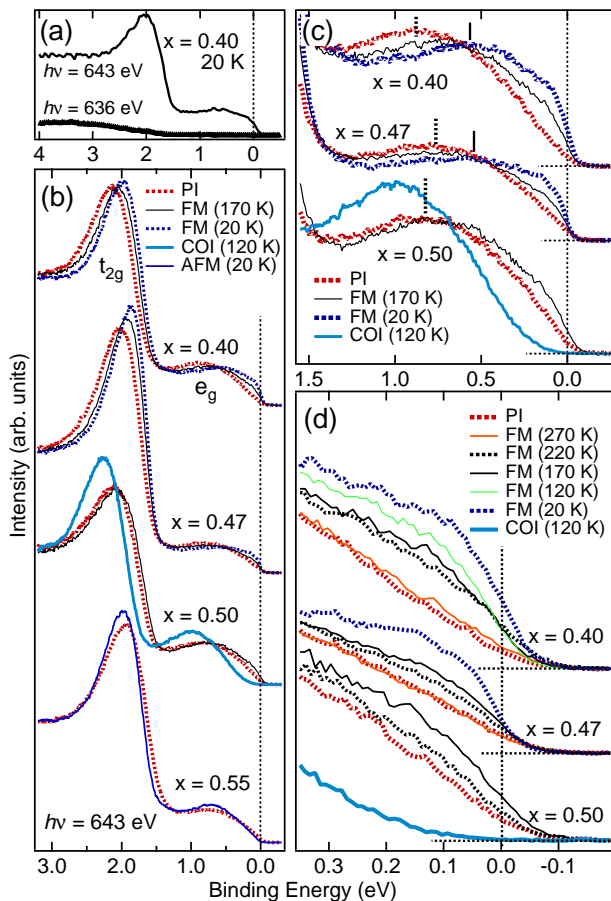 (a)
x = 0.40
20 K
hν = 643 eV
hν = 636
4 3 2 1 0
(b)
PI
FM (170 K)
FM (20 K)
COI (120 K)
AFM (20 K)
t2g
x = 0.40
eg
x = 0.47
x = 0.50
x = 0.55
hν = 643 eV
3.0 2.0 1.0 0.0
(c)
x = 0.40
x = 0.47
x = 0.50
PI
FM (170 K)
FM (20 K)
COI (120 K)
1.5 1.0 0.5 0.0
(d)
PI
FM (270 K)
FM (220 K)
FM (170 K)
FM (120 K)
FM (20 K)
COI (120 K)
x = 0.40
x = 0.47
x = 0.50
0.3 0.2 0.1 0.0 -0.1
Intensity (arb. units)
Binding Energy (eV)